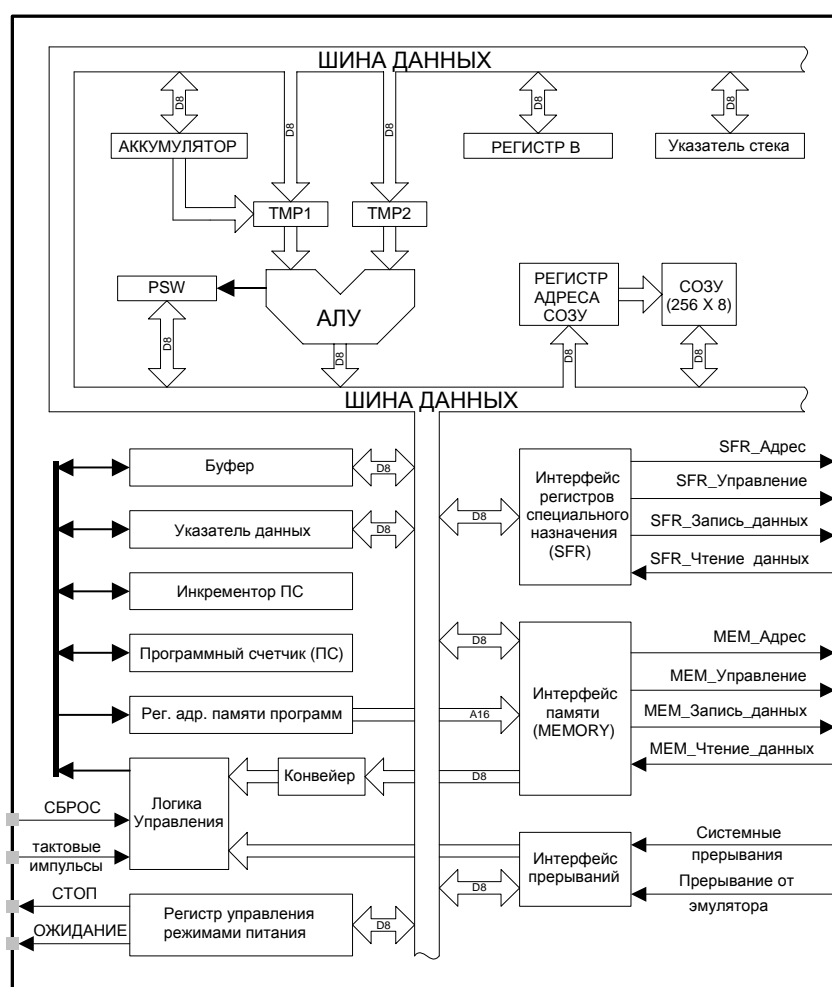 ШИНА ДАННЫХ
D8
D8
D8
D8
D8
АККУМУЛЯТОР
РЕГИСТР В
Указатель стека
TMP1
TMP2
PSW
АЛУ
РЕГИСТР
АДРЕСА
СОЗУ
СОЗУ
(256 X 8)
D8
D8
D8
D8
ШИНА ДАННЫХ
Буфер
D8
Указатель данных
D8
Инкрементор ПС
Программный счетчик (ПС)
Рег. адр. памяти программ
A16
Конвейер
D8
Логика
Управления
СБРОС
тактовые
импульсы
СТОП
ОЖИДАНИЕ
Регистр управления
режимами питания
D8
D8
Интерфейс
регистров
специального
назначения
(SFR)
SFR_Адрес
SFR_Управление
SFR_Запись_данных
SFR_Чтение данных
D8
Интерфейс
памяти
(MEMORY)
MEM_Адрес
MEM_Управление
MEM_Запись_данных
MEM_Чтение_данных
D8
Интерфейс
прерываний
Системные
прерывания
Прерывание от
эмулятора